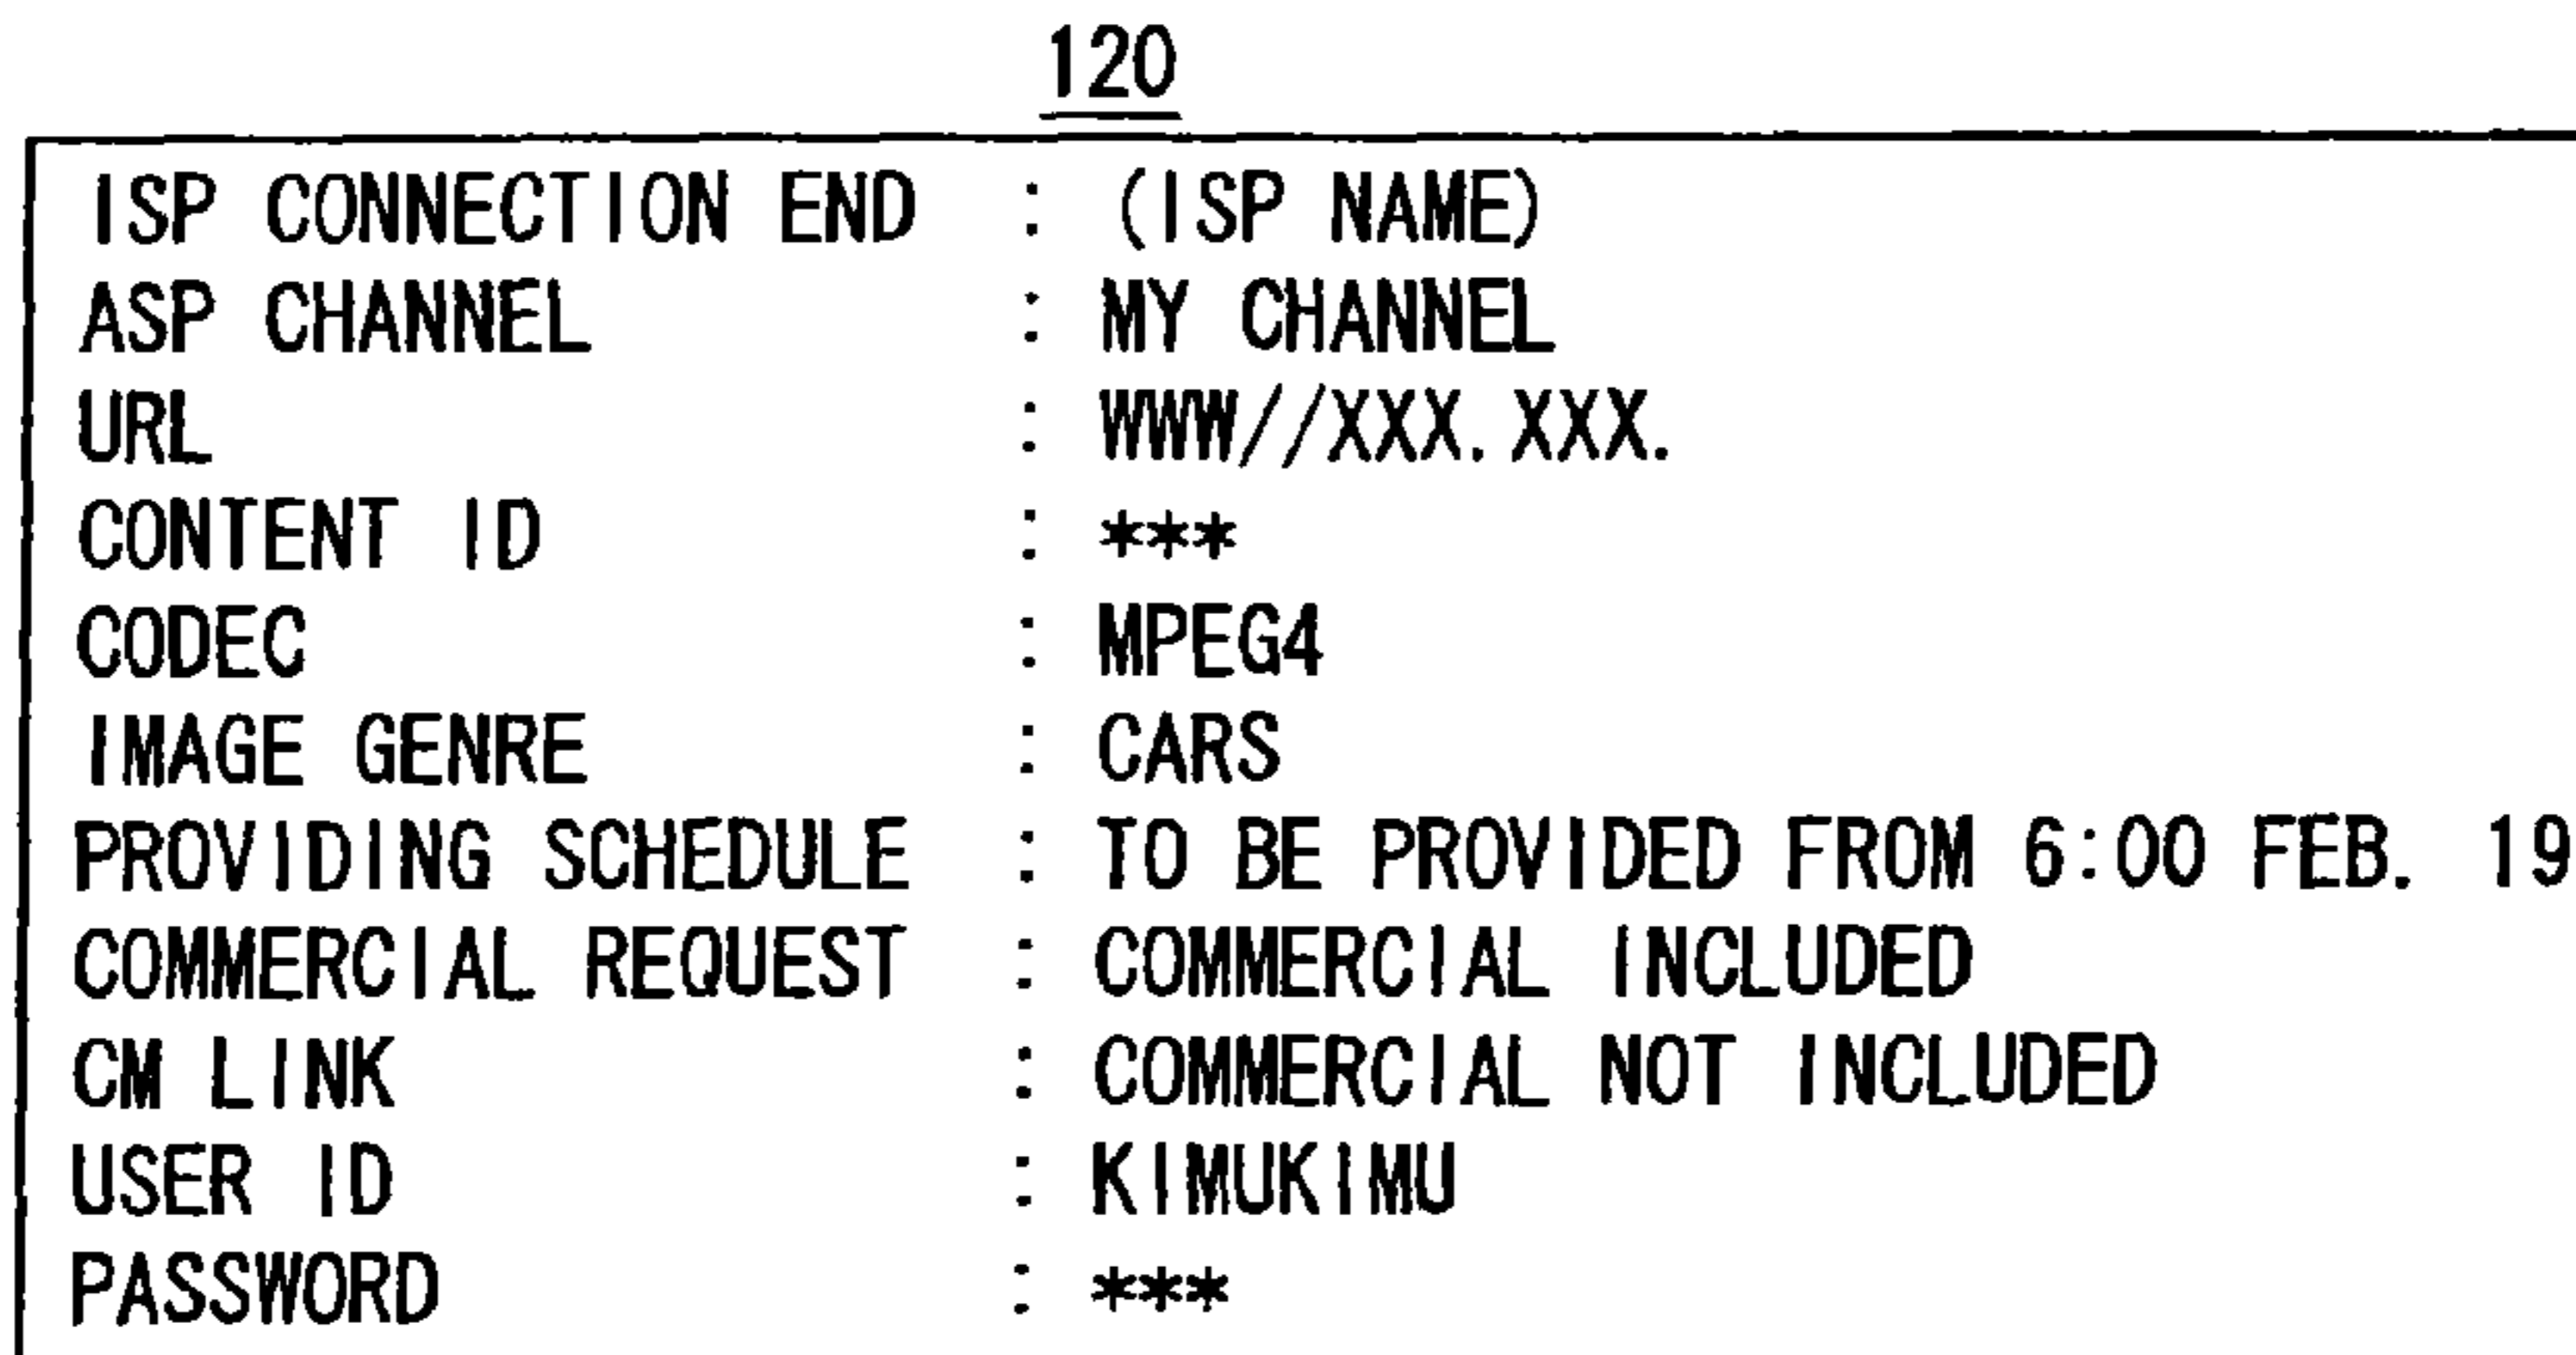 120
ISP CONNECTION END : (ISP NAME)
ASP CHANNEL : MY CHANNEL
URL : WWW//XXX.XXX.
CONTENT ID : ***
CODEC : MPEG4
IMAGE GENRE : CARS
PROVIDING SCHEDULE : TO BE PROVIDED FROM 6:00 FEB. 19
COMMERCIAL REQUEST : COMMERCIAL INCLUDED
CM LINK : COMMERCIAL NOT INCLUDED
USER ID : KIMUKIMU
PASSWORD : ***